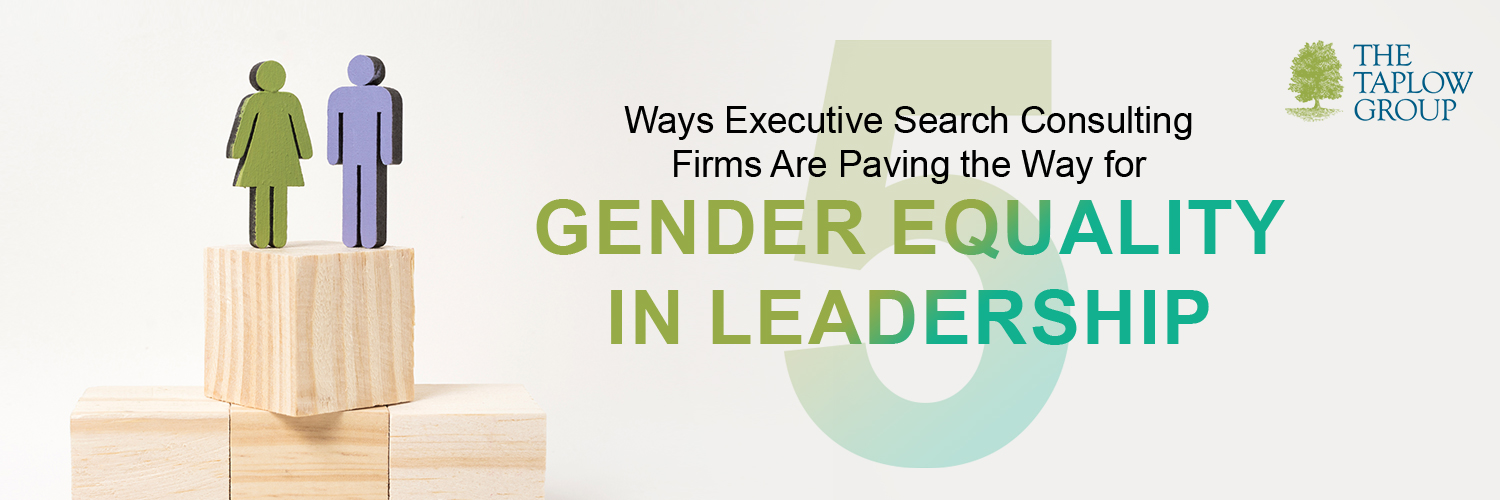 5
Ways Executive Search Consulting
Firms Are Paving the Way for
GENDER EQUALITY
IN LEADERSHIP
THE
TAPLOW
GROUP